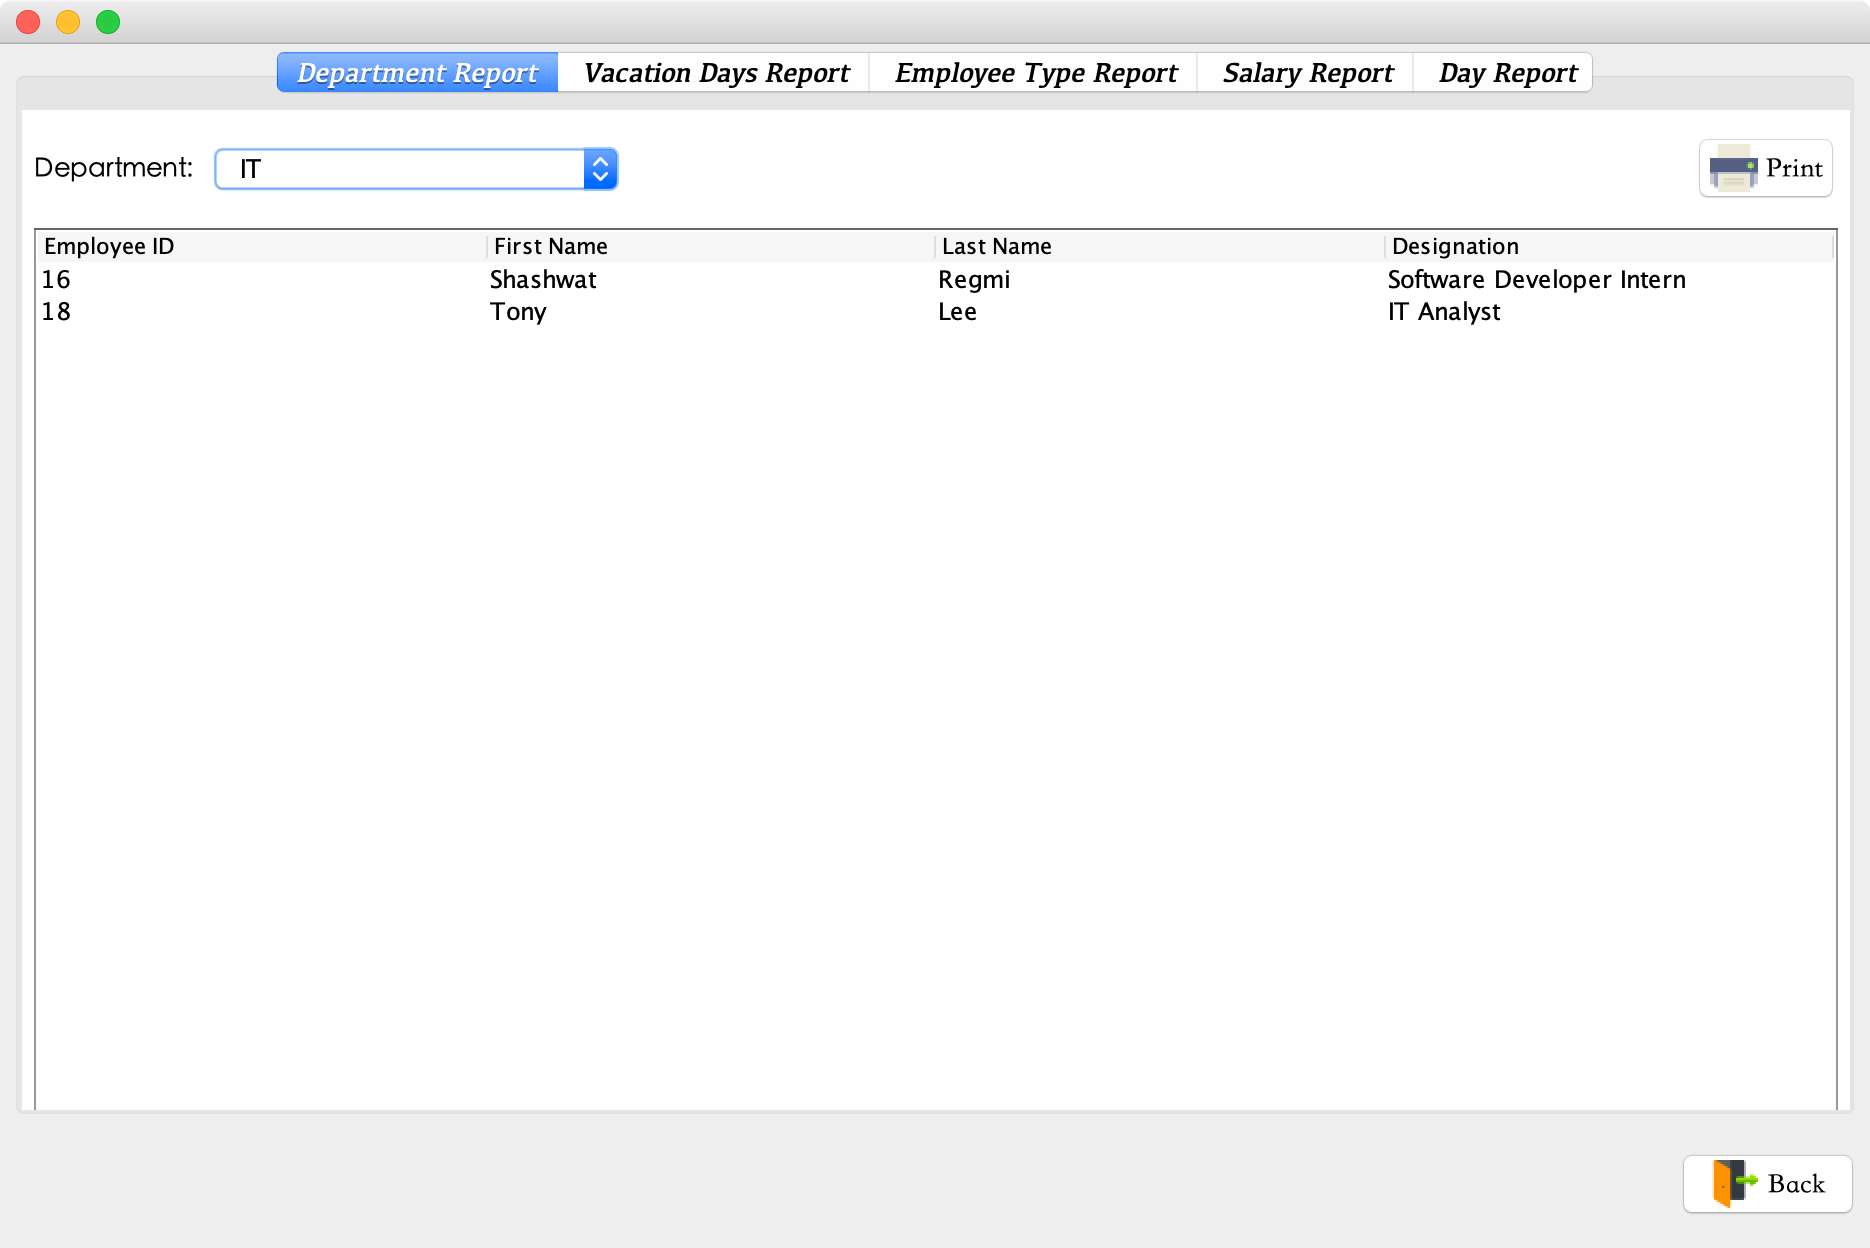 Department Report Vacation Days Report Employee Type Report Salary Report Day Report
Department: IT Print
Employee ID First Name Last Name Designation
16 Shashwat Regmi Software Developer Intern
18 Tony Lee IT Analyst
Back